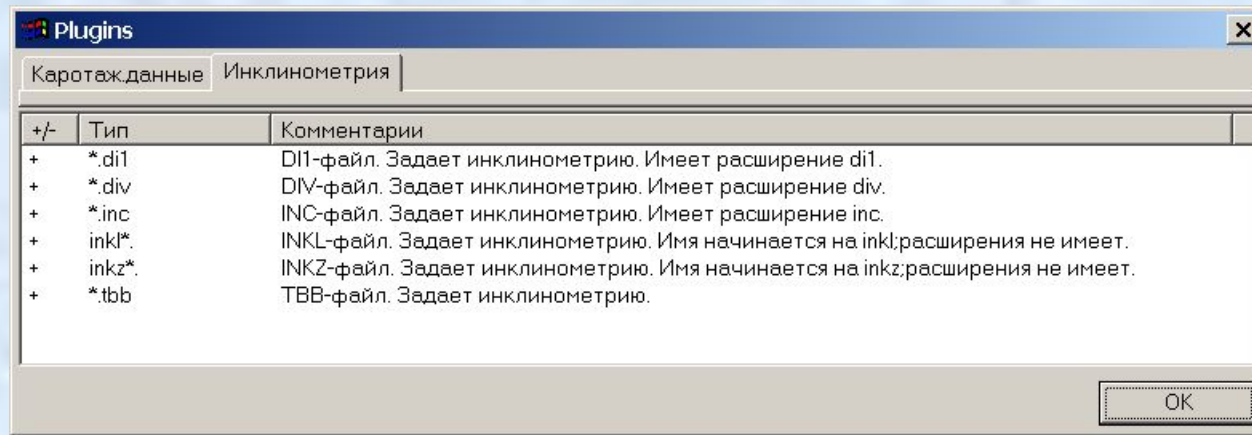 Plugins
Каротаж.данные Инклинометрия
+/- Тип Комментарии
+ *.di1 DI1-файл. Задает инклинометрию. Имеет расширение di1.
+ *.div DIV-файл. Задает инклинометрию. Имеет расширение div.
+ *.inc INC-файл. Задает инклинометрию. Имеет расширение inc.
+ inkl*. INKL-файл. Задает инклинометрию. Имя начинается на inkl;расширения не имеет.
+ inkz*. INKZ-файл. Задает инклинометрию. Имя начинается на inkz;расширения не имеет.
+ *.tbb TBB-файл. Задает инклинометрию.
OK